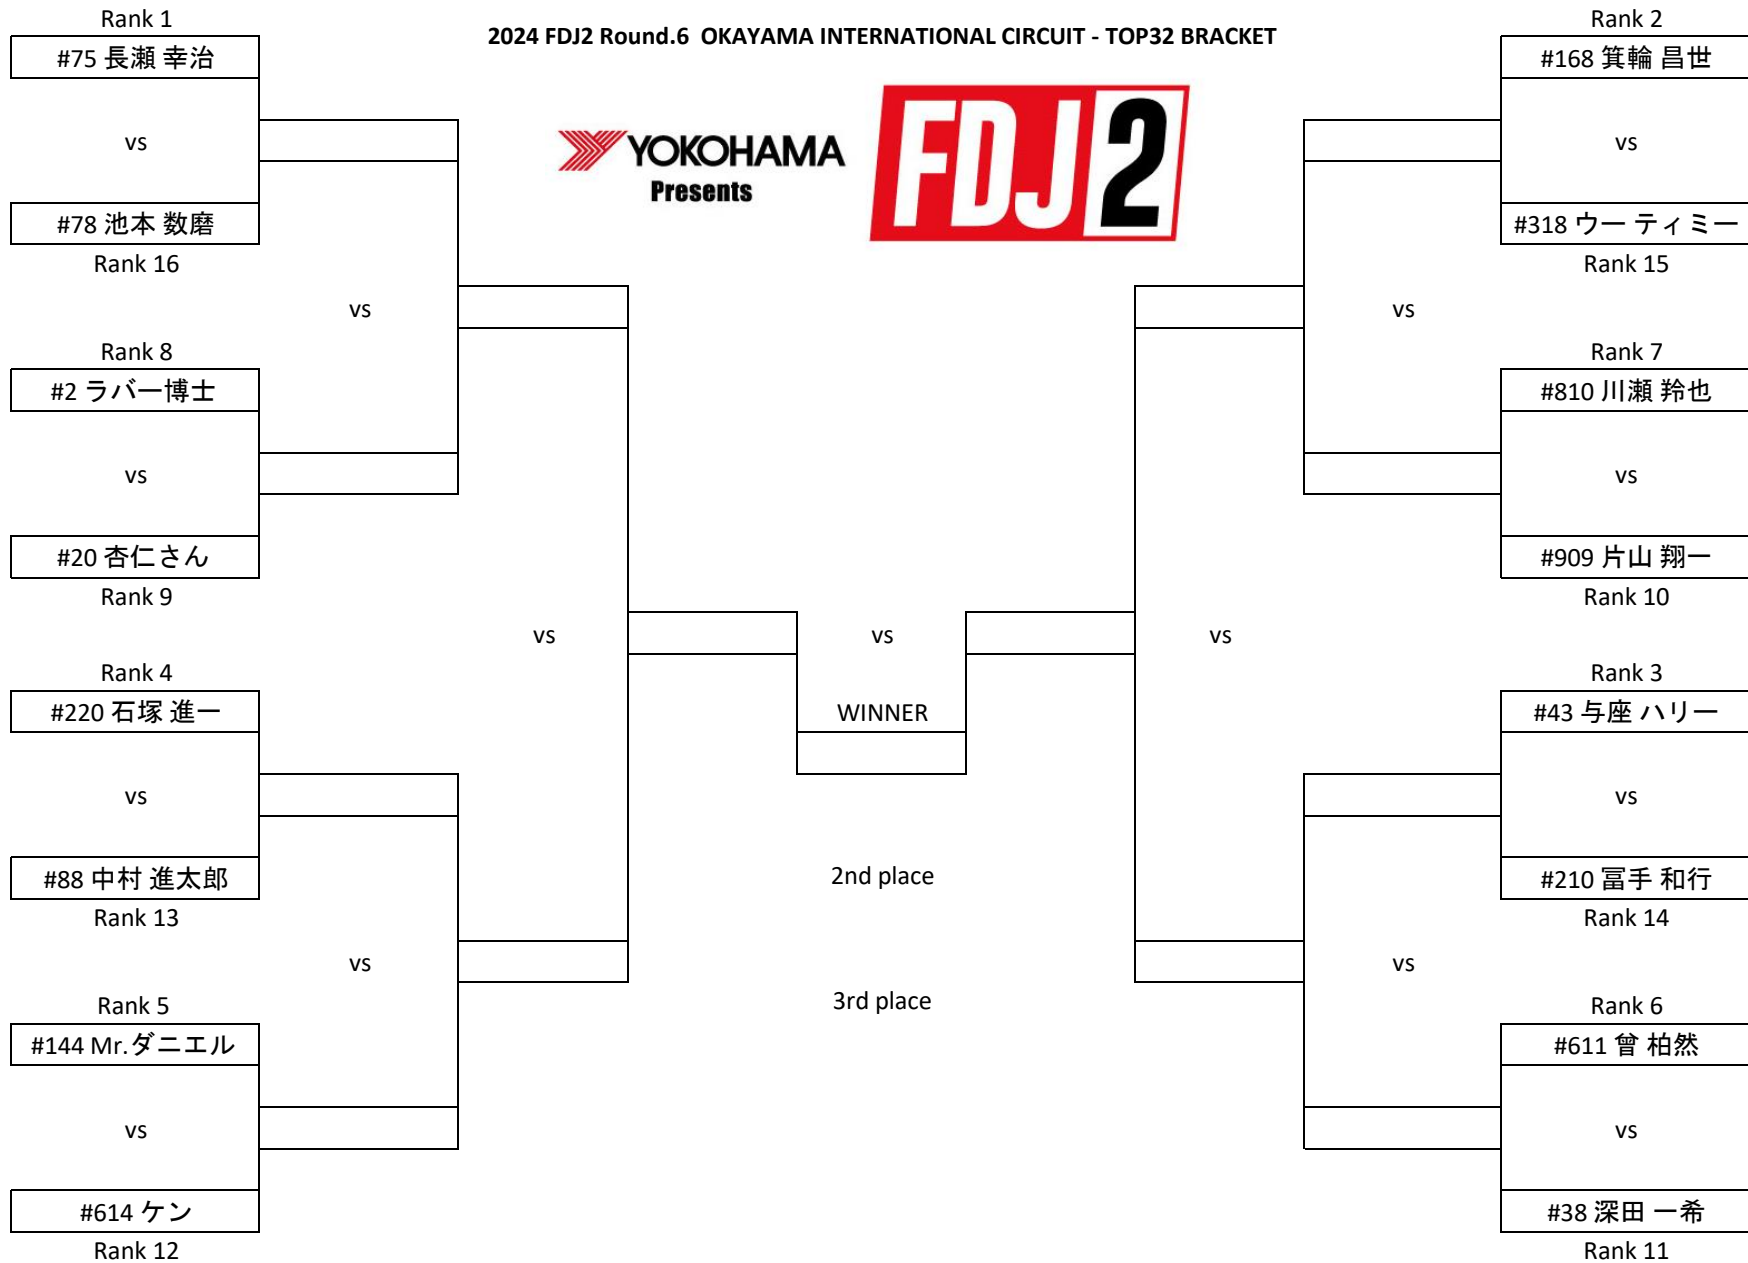 2024 FDJ2 Round.6 OKAYAMA INTERNATIONAL CIRCUIT - TOP32 BRACKET
YOKOHAMA
Presents
FDJ2
Rank 1
#75 長瀬 幸治
vs
#78 池本 数磨
Rank 16
vs
Rank 8
#2 ラバー博士
vs
#20 杏仁さん
Rank 9
vs
Rank 4
#220 石塚 進一
vs
#88 中村 進太郎
Rank 13
vs
Rank 5
#144 Mr.ダニエル
vs
#614 ケン
Rank 12
vs
WINNER
2nd place
3rd place
Rank 2
#168 箕輪 昌世
vs
#318 ウー ティミー
Rank 15
vs
Rank 7
#810 川瀬 羚也
vs
#909 片山 翔一
Rank 10
vs
Rank 3
#43 与座 ハリー
vs
#210 冨手 和行
Rank 14
vs
Rank 6
#611 曾 柏然
vs
#38 深田 一希
Rank 11